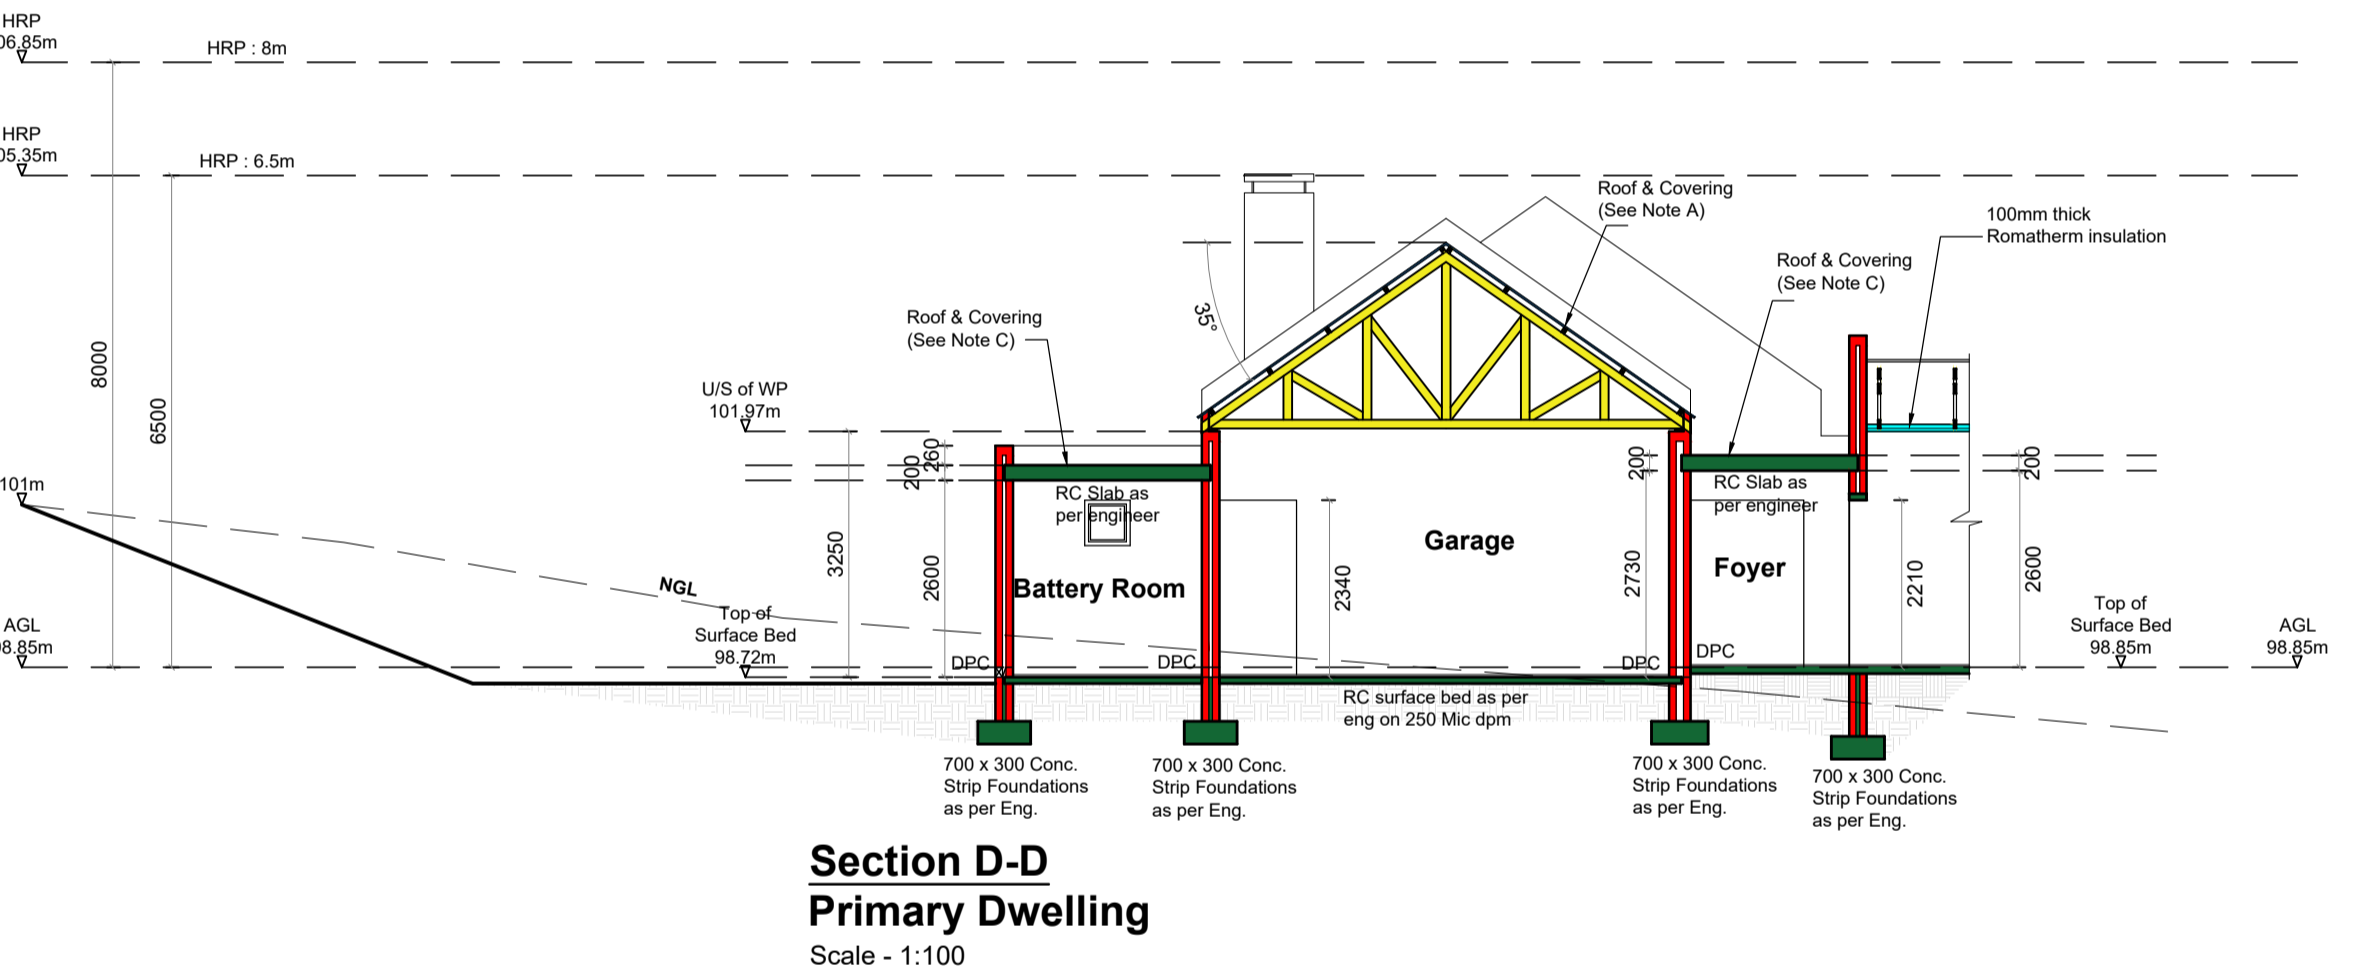 HRP
06.85m
HRP : 8m
HRP
05.35m
HRP : 6.5m
Roof & Covering
(See Note A)
100mm thick
Romatherm insulation
Roof & Covering
(See Note C)
Roof & Covering
(See Note C)
35°
8000
6500
U/S of WP
101.97m
260
200
200
200
101m
RC Slab as
per engineer
RC Slab as
per engineer
Garage
Foyer
Battery Room
3250
2600
2340
2730
2210
2600
NGL
Top of
Surface Bed
98.72m
Top of
Surface Bed
98.85m
AGL
98.85m
AGL
98.85m
DPC
DPC
DPC
DPC
RC surface bed as per
eng on 250 Mic dpm
700 x 300 Conc.
Strip Foundations
as per Eng.
700 x 300 Conc.
Strip Foundations
as per Eng.
700 x 300 Conc.
Strip Foundations
as per Eng.
700 x 300 Conc.
Strip Foundations
as per Eng.
Section D-D
Primary Dwelling
Scale - 1:100